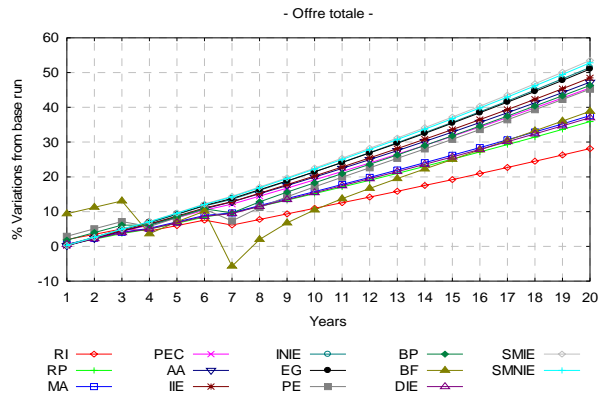 - Offre totale -
% Variations from base run
60
50
40
30
20
10
0
-10
1 2 3 4 5 6 7 8 9 10 11 12 13 14 15 16 17 18 19 20
Years
RI PEC INIE BP SMIE
RP AA EG BF SMNIE
MA IIE PE DIE